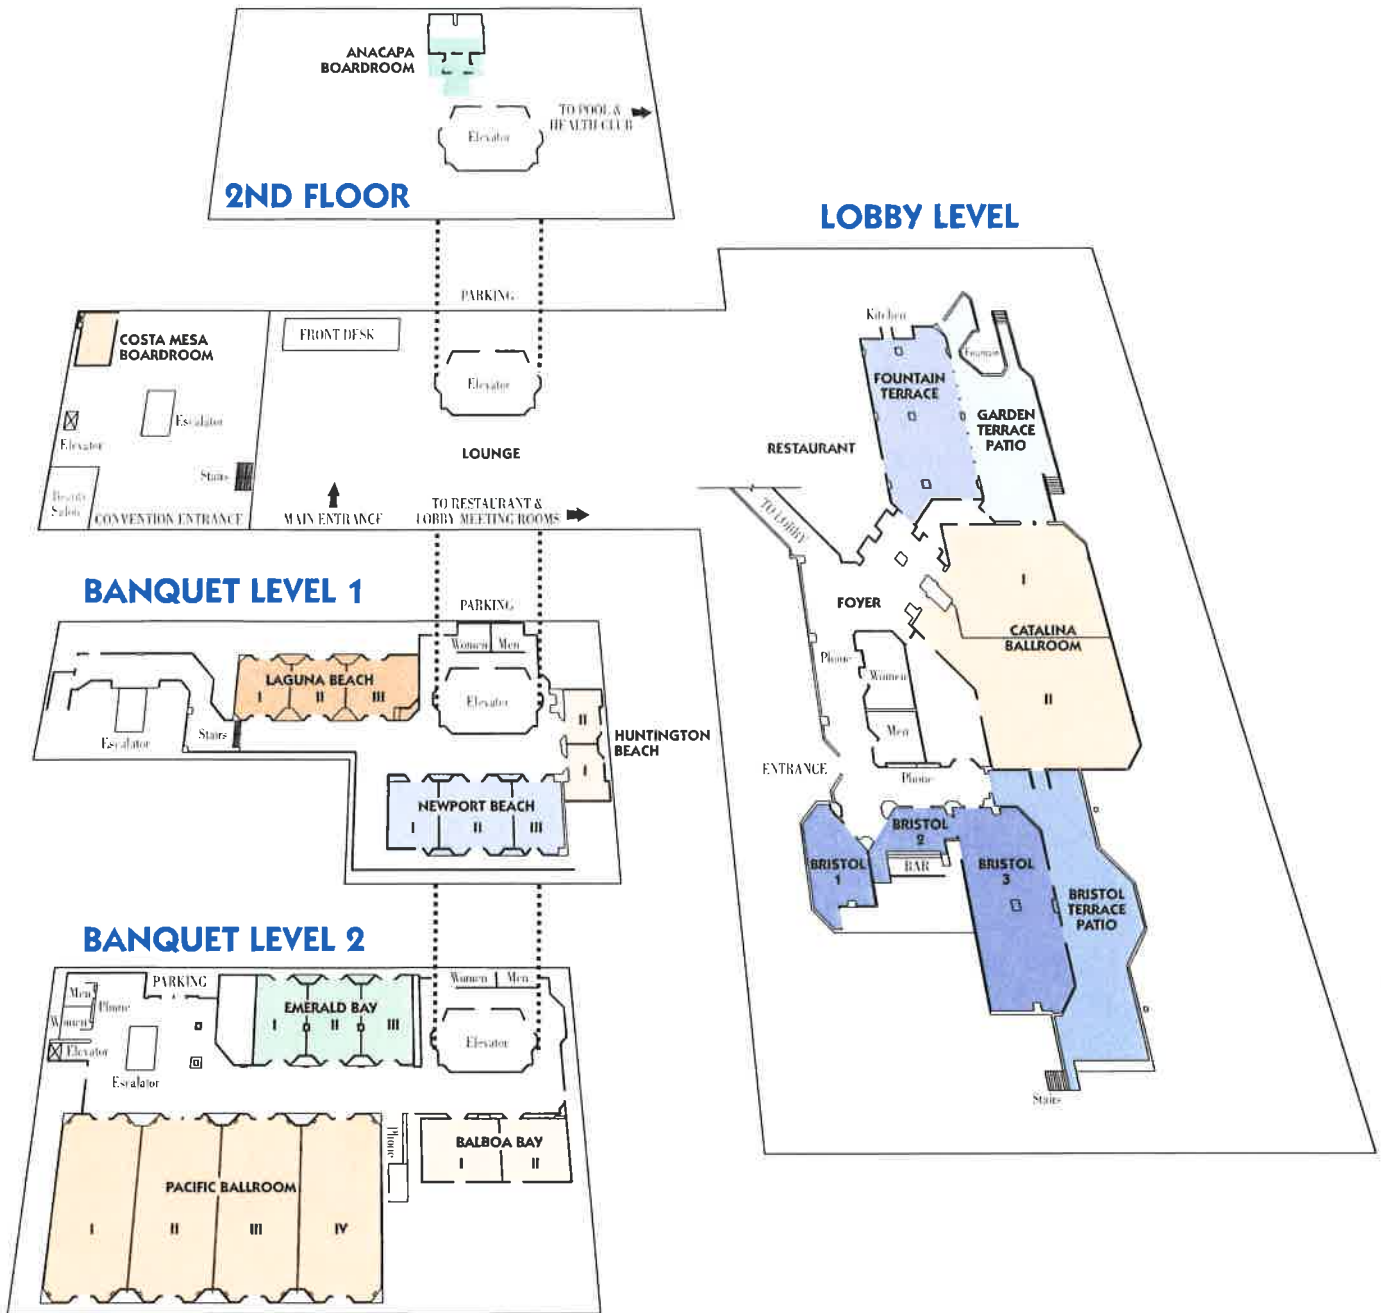 ANACAPA
BOARDROOM
TO POOL &
HEALTH CLUB
Elevator
2ND FLOOR
LOBBY LEVEL
PARKING
COSTA MESA
BOARDROOM
FRONT DESK
Elevator
Escalator
Elevator
LOUNGE
Stairs
Beauty
Salon
CONVENTION ENTRANCE
MAIN ENTRANCE
TO RESTAURANT &
LOBBY MEETING ROOMS
Kitchen
Fountain
FOUNTAIN
TERRACE
GARDEN
TERRACE
PATIO
RESTAURANT
TO LOBBY
FOYER
I
CATALINA
BALLROOM
II
Phone
Women
Men
Phone
ENTRANCE
BRISTOL
1
BRISTOL
2
BAR
BRISTOL
3
BRISTOL
TERRACE
PATIO
Stairs
BANQUET LEVEL 1
PARKING
Women Men
LAGUNA BEACH
I II III
Elevator
Escalator
Stairs
II
HUNTINGTON
BEACH
I
NEWPORT BEACH
I II III
BANQUET LEVEL 2
PARKING
Men
Phone
Women
Elevator
Escalator
EMERALD BAY
I II III
Women Men
Elevator
Phone
BALBOA BAY
I II
PACIFIC BALLROOM
I II III IV